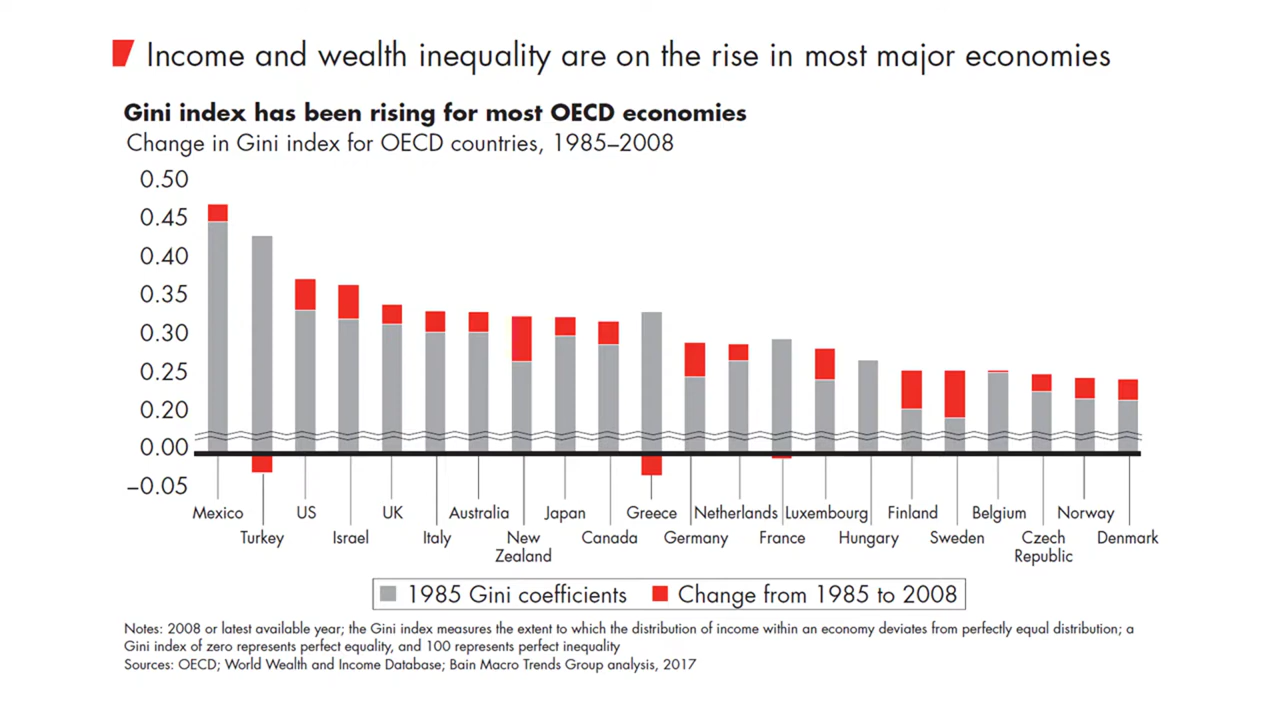 Income and wealth inequality are on the rise in most major economies
Gini index has been rising for most OECD economies
Change in Gini index for OECD countries, 1985–2008
0.50
0.45
0.40
0.35
0.30
0.25
0.20
0.00
–0.05
Mexico US UK Australia Japan Greece Netherlands Luxembourg Finland Belgium Norway
Turkey Israel Italy New Canada Germany France Hungary Sweden Czech Denmark
Zealand Republic
1985 Gini coefficients Change from 1985 to 2008
Notes: 2008 or latest available year; the Gini index measures the extent to which the distribution of income within an economy deviates from perfectly equal distribution; a
Gini index of zero represents perfect equality, and 100 represents perfect inequality
Sources: OECD; World Wealth and Income Database; Bain Macro Trends Group analysis, 2017